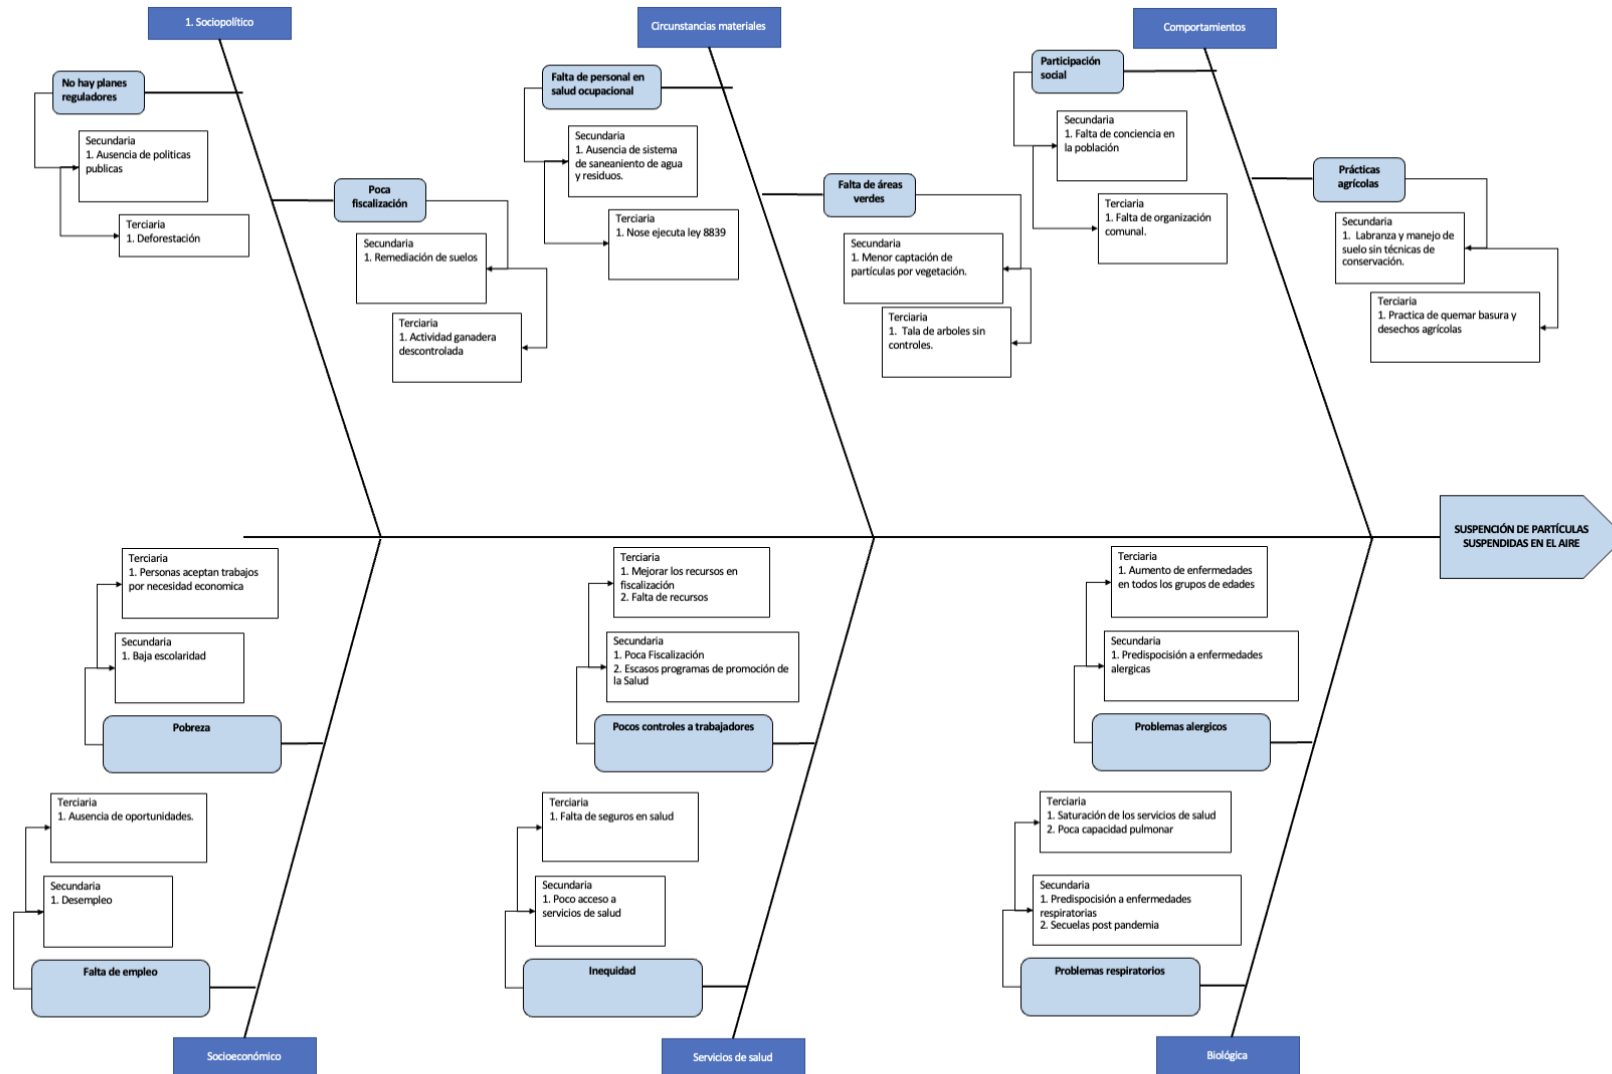 1. Sociopolítico
Circunstancias materiales
Comportamientos
No hay planes
reguladores
Secundaria
1. Ausencia de politicas
publicas
Terciaria
1. Deforestación
Poca
fiscalización
Secundaria
1. Remediación de suelos
Terciaria
1. Actividad ganadera
descontrolada
Falta de personal en
salud ocupacional
Secundaria
1. Ausencia de sistema
de saneaniento de agua
y residuos.
Terciaria
1. Nose ejecuta ley 8839
Falta de áreas
verdes
Secundaria
1. Menor captación de
partículas por vegetación.
Terciaria
1. Tala de arboles sin
controles.
Participación
social
Secundaria
1. Falta de conciencia en
la población
Terciaria
1. Falta de organización
comunal.
Prácticas
agrícolas
Secundaria
1. Labranza y manejo de
suelo sin técnicas de
conservación.
Terciaria
1. Practica de quemar basura y
desechos agrícolas
SUSPENCIÓN DE PARTÍCULAS
SUSPENDIDAS EN EL AIRE
Terciaria
1. Personas aceptan trabajos
por necesidad economica
Secundaria
1. Baja escolaridad
Pobreza
Terciaria
1. Ausencia de oportunidades.
Secundaria
1. Desempleo
Falta de empleo
Socioeconómico
Terciaria
1. Mejorar los recursos en
fiscalización
2. Falta de recursos
Secundaria
1. Poca Fiscalización
2. Escasos programas de promoción de
la Salud
Pocos controles a trabajadores
Terciaria
1. Falta de seguros en salud
Secundaria
1. Poco acceso a
servicios de salud
Inequidad
Servicios de salud
Terciaria
1. Aumento de enfermedades
en todos los grupos de edades
Secundaria
1. Predisposición a enfermedades
alergicas
Problemas alergicos
Terciaria
1. Saturación de los servicios de salud
2. Poca capacidad pulmonar
Secundaria
1. Predisposición a enfermedades
respiratorias
2. Secuelas post pandemia
Problemas respiratorios
Biológica